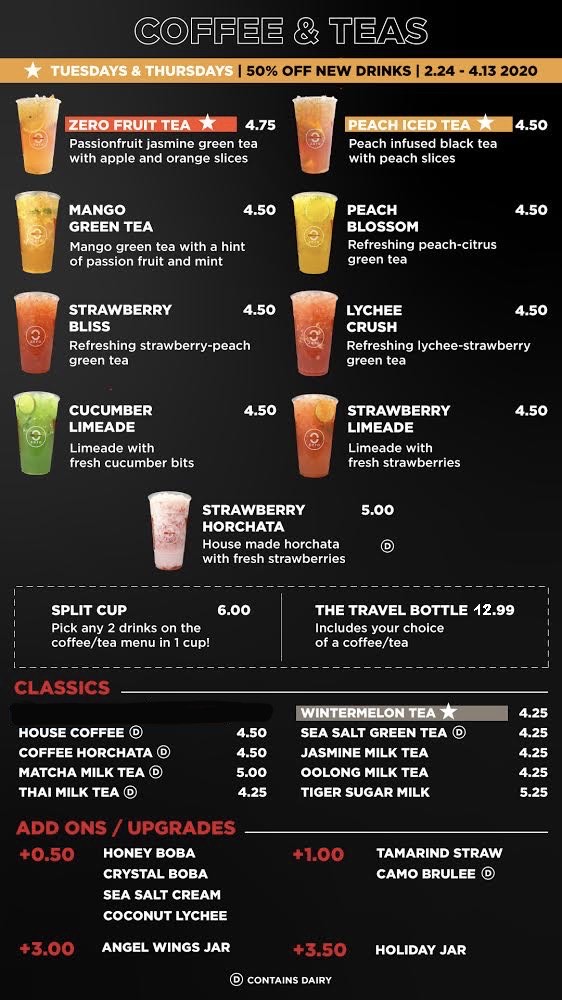 COFFEE & TEAS
★ TUESDAYS & THURSDAYS | 50% OFF NEW DRINKS | 2.24 - 4.13 2020
ZERO FRUIT TEA ★ 4.75
Passionfruit jasmine green tea
with apple and orange slices
PEACH ICED TEA ★ 4.50
Peach infused black tea
with peach slices
MANGO 4.50
GREEN TEA
Mango green tea with a hint
of passion fruit and mint
PEACH 4.50
BLOSSOM
Refreshing peach-citrus
green tea
STRAWBERRY 4.50
BLISS
Refreshing strawberry-peach
green tea
LYCHEE 4.50
CRUSH
Refreshing lychee-strawberry
green tea
CUCUMBER 4.50
LIMEADE
Limeade with
fresh cucumber bits
STRAWBERRY 4.50
LIMEADE
Limeade with
fresh strawberries
STRAWBERRY 5.00
HORCHATA
House made horchata Ⓓ
with fresh strawberries
SPLIT CUP 6.00
Pick any 2 drinks on the
coffee/tea menu in 1 cup!
THE TRAVEL BOTTLE 12.99
Includes your choice
of a coffee/tea
CLASSICS
HOUSE COFFEE Ⓓ 4.50
COFFEE HORCHATA Ⓓ 4.50
MATCHA MILK TEA Ⓓ 5.00
THAI MILK TEA Ⓓ 4.25
WINTERMELON TEA ★ 4.25
SEA SALT GREEN TEA Ⓓ 4.25
JASMINE MILK TEA 4.25
OOLONG MILK TEA 4.25
TIGER SUGAR MILK 5.25
ADD ONS / UPGRADES
+0.50 HONEY BOBA
CRYSTAL BOBA
SEA SALT CREAM
COCONUT LYCHEE
+1.00 TAMARIND STRAW
CAMO BRULEE Ⓓ
+3.00 ANGEL WINGS JAR
+3.50 HOLIDAY JAR
Ⓓ CONTAINS DAIRY